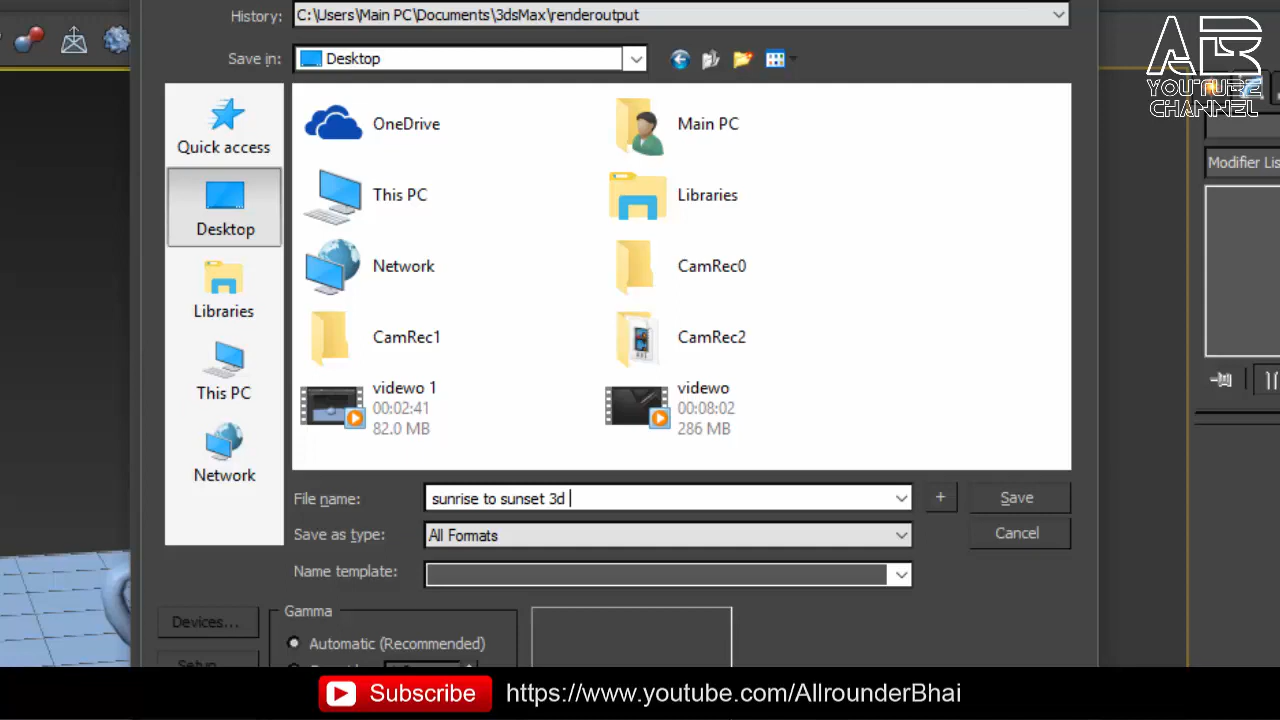 History:
C:\Users\Main PC\Documents\3dsMax\renderoutput
Save in:
Desktop
ALB
YOUTUBE
CHANNEL
Quick access
Desktop
Libraries
This PC
Network
OneDrive
Main PC
This PC
Libraries
Network
CamRec0
CamRec1
CamRec2
videwo 1
00:02:41
82.0 MB
videwo
00:08:02
286 MB
Modifier Lis
File name:
sunrise to sunset 3d
+
Save
Save as type:
All Formats
Cancel
Name template:
Devices...
Gamma
Automatic (Recommended)
Setup
Subscribe
https://www.youtube.com/AllrounderBhai